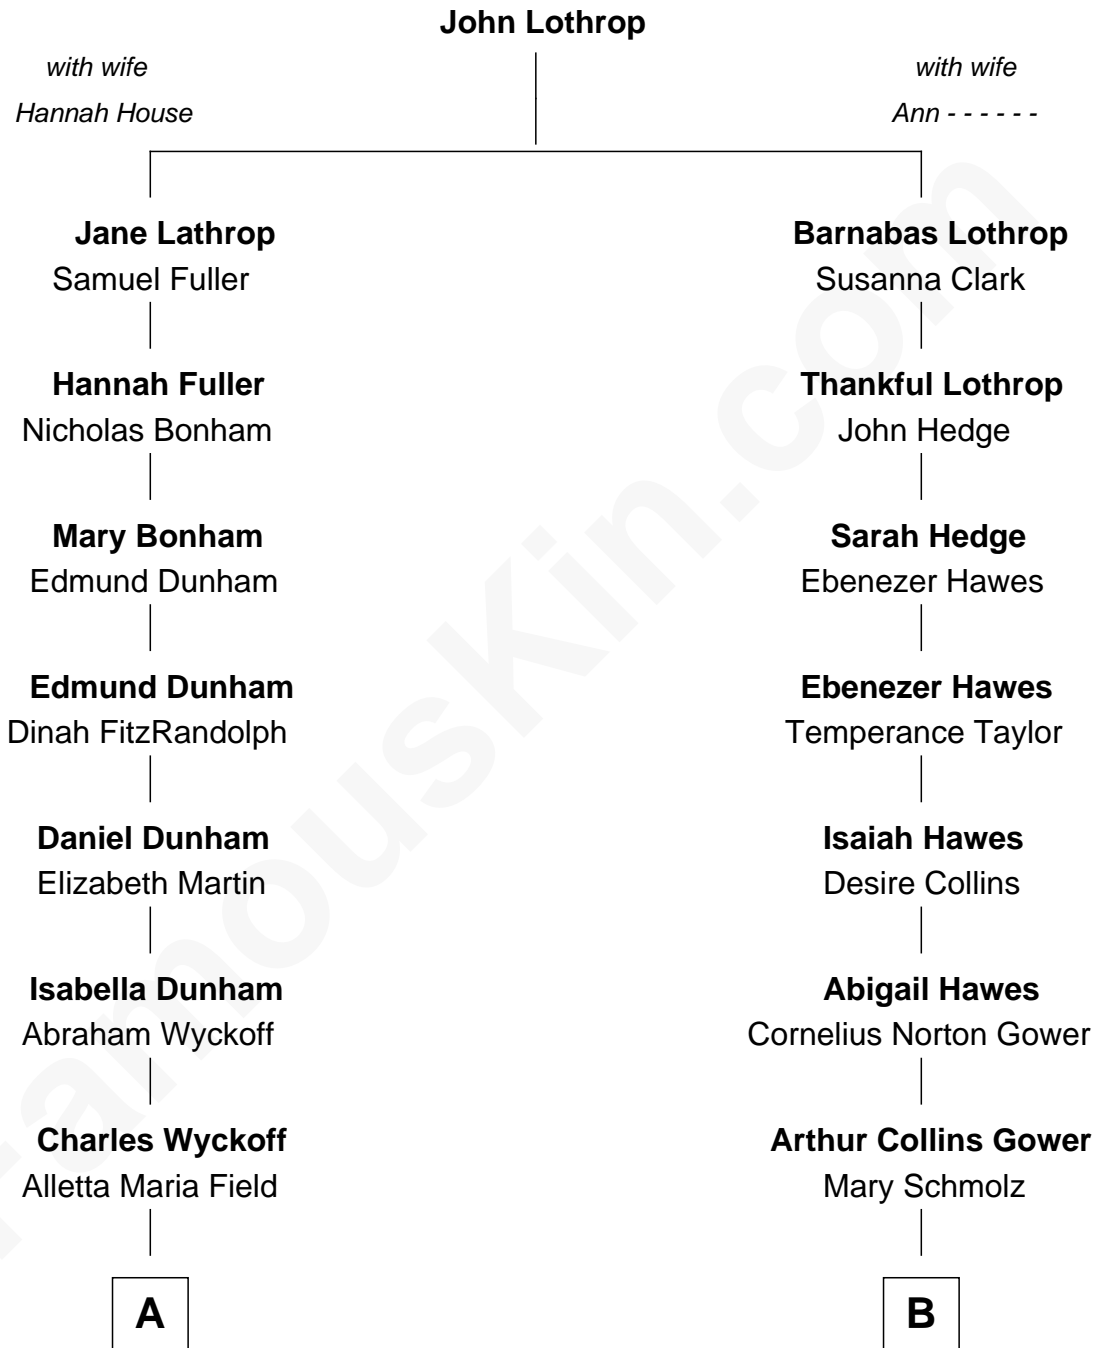 John Lothrop
with wife
Hannah House
with wife
Ann - - - - - -
Jane Lathrop
Samuel Fuller
Barnabas Lothrop
Susanna Clark
Hannah Fuller
Nicholas Bonham
Thankful Lothrop
John Hedge
Mary Bonham
Edmund Dunham
Sarah Hedge
Ebenezer Hawes
Edmund Dunham
Dinah FitzRandolph
Ebenezer Hawes
Temperance Taylor
Daniel Dunham
Elizabeth Martin
Isaiah Hawes
Desire Collins
Isabella Dunham
Abraham Wyckoff
Abigail Hawes
Cornelius Norton Gower
Charles Wyckoff
Alletta Maria Field
Arthur Collins Gower
Mary Schmolz
A
B
FamousKin.com